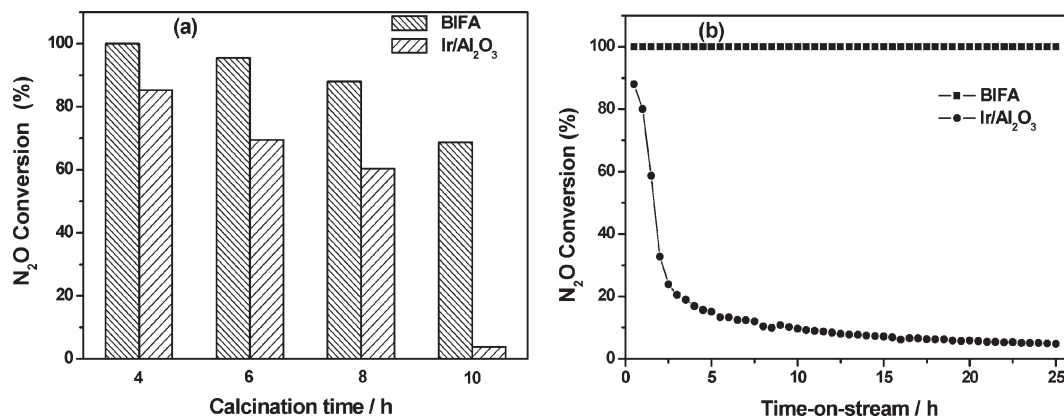 (a)
BIFA
Ir/Al₂O₃
N₂O Conversion (%)
100
80
60
40
20
0
4 6 8 10
Calcination time / h
(b)
BIFA
Ir/Al₂O₃
N₂O Conversion (%)
100
80
60
40
20
0
0 5 10 15 20 25
Time-on-stream / h